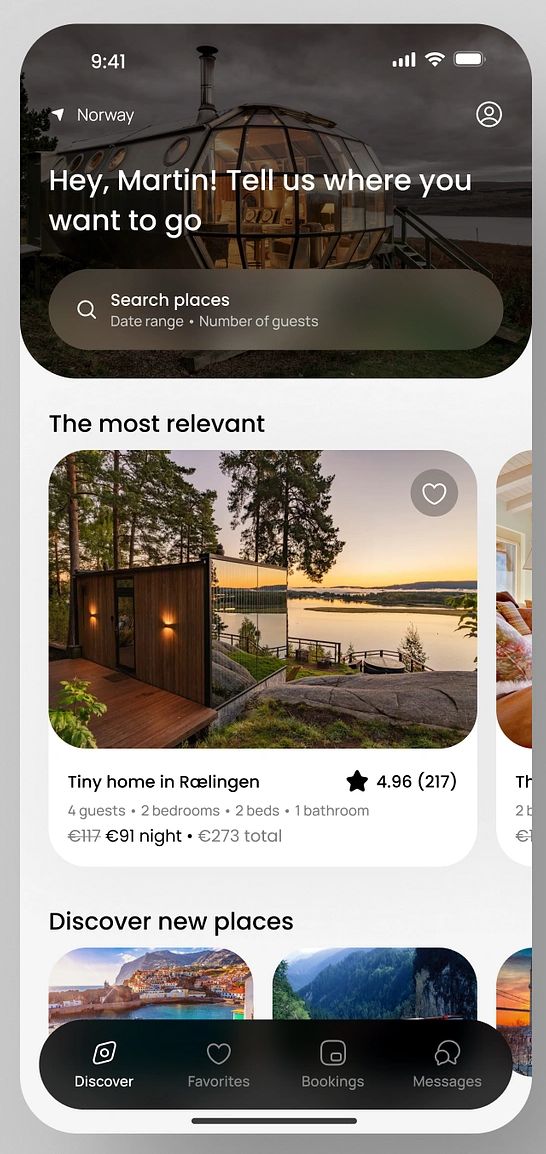 9:41
Norway
Hey, Martin! Tell us where you
want to go
Search places
Date range • Number of guests
The most relevant
Tiny home in Rælingen ★ 4.96 (217)
4 guests • 2 bedrooms • 2 beds • 1 bathroom
€117 €91 night • €273 total
Discover new places
Discover Favorites Bookings Messages